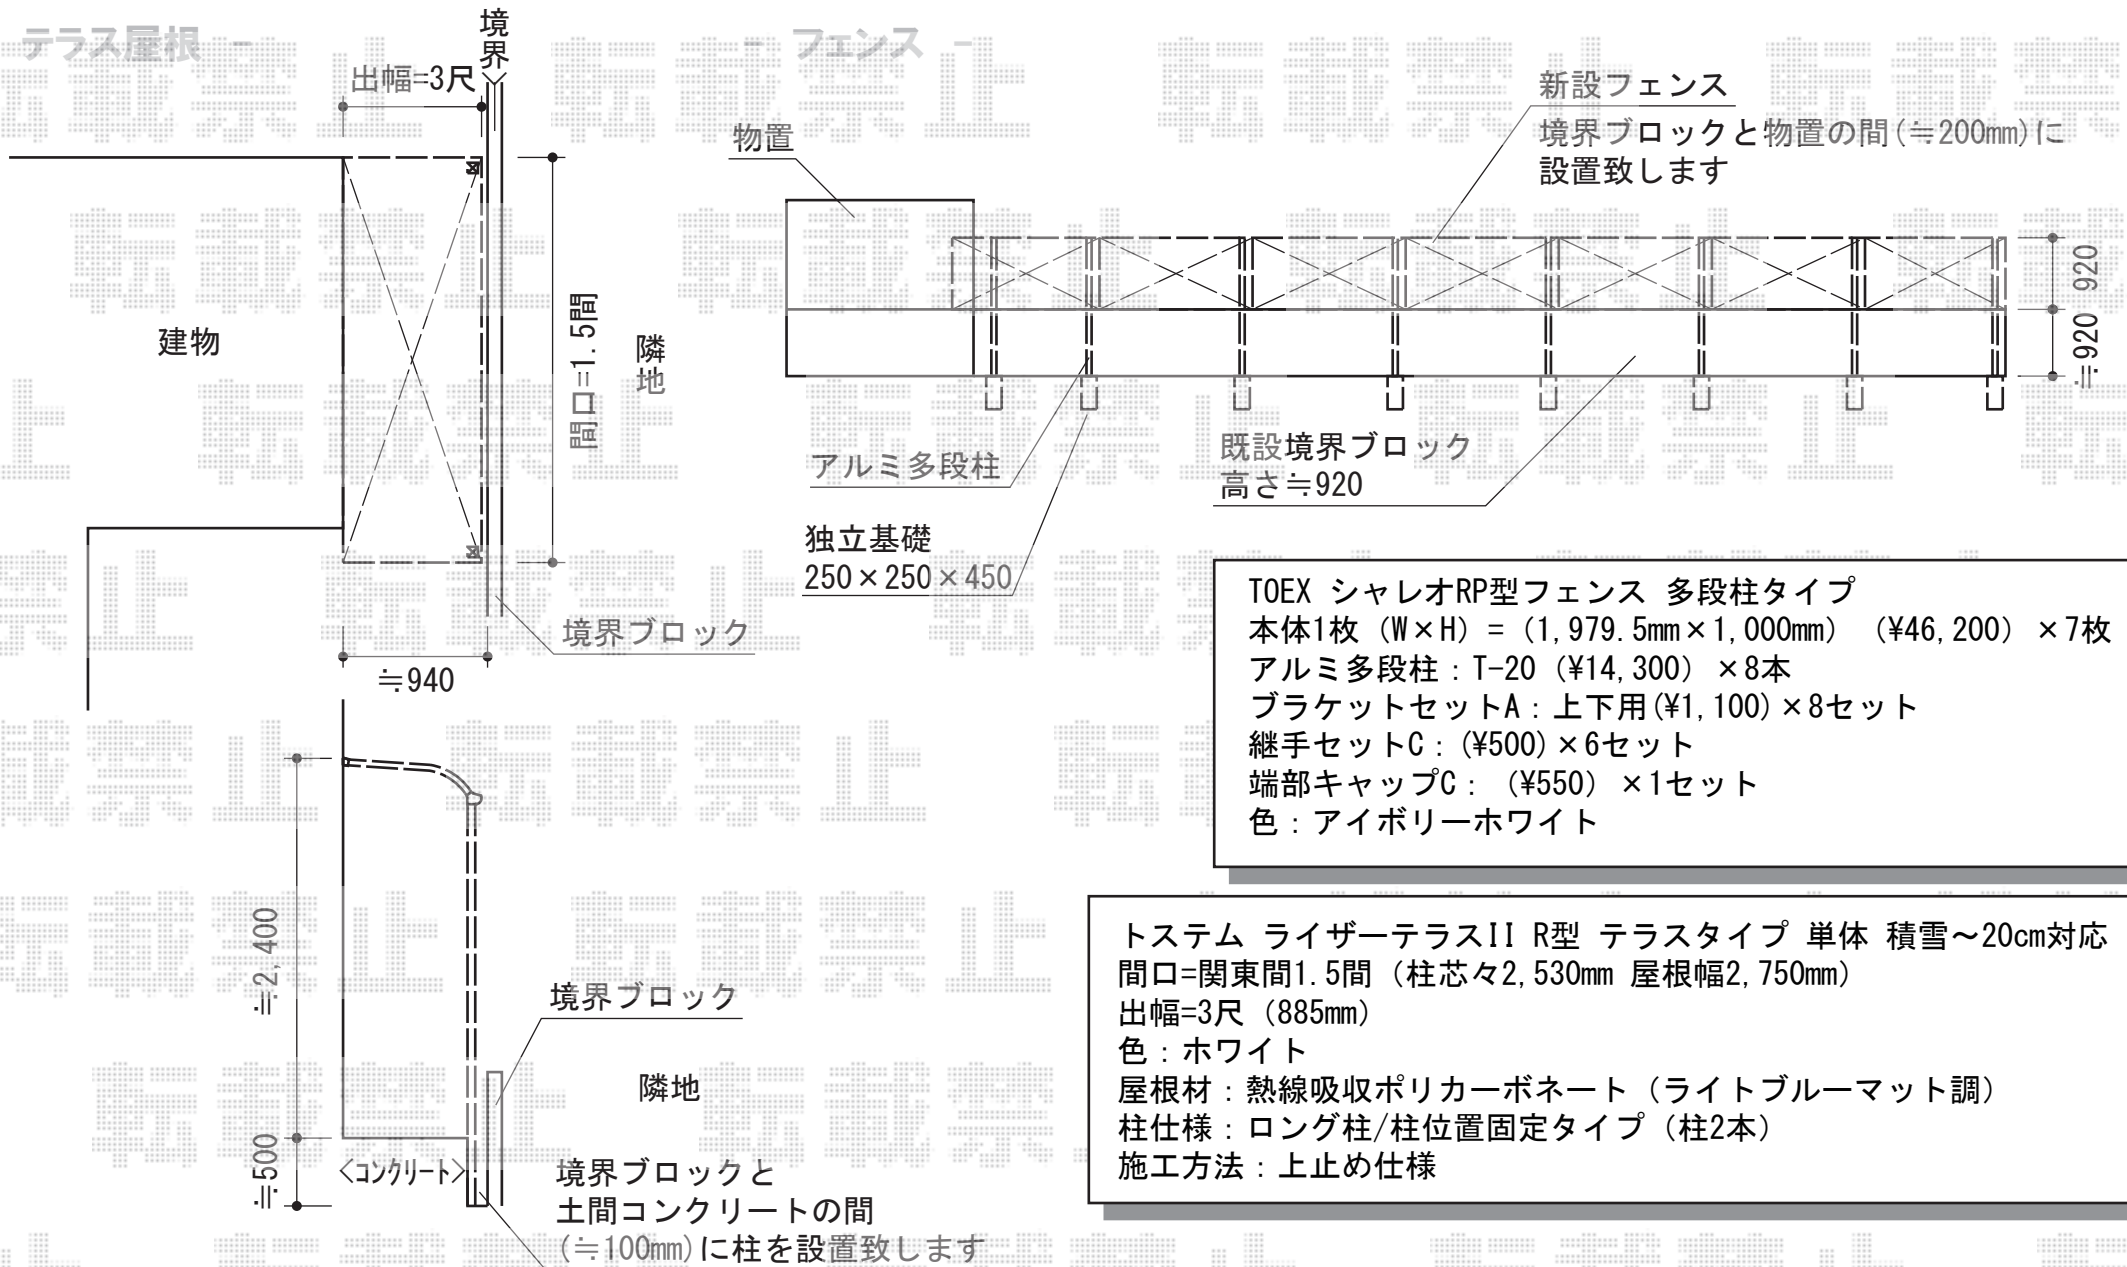 テラス屋根 -
- フェンス -
境界
出幅=3尺
建物
間口=1.5間
隣地
境界ブロック
≒940
物置
新設フェンス
境界ブロックと物置の間(≒200mm)に
設置致します
920
≒920
アルミ多段柱
独立基礎
250×250×450
既設境界ブロック
高さ≒920
TOEX シャレオRP型フェンス 多段柱タイプ
本体1枚 (W×H) = (1,979.5mm×1,000mm) (¥46,200) ×7枚
アルミ多段柱：T-20 (¥14,300) ×8本
ブラケットセットA：上下用(¥1,100)×8セット
継手セットC：(¥500)×6セット
端部キャップC： (¥550) ×1セット
色：アイボリーホワイト
トステム ライザーテラスII R型 テラスタイプ 単体 積雪～20cm対応
間口=関東間1.5間 (柱芯々2,530mm 屋根幅2,750mm)
出幅=3尺 (885mm)
色：ホワイト
屋根材：熱線吸収ポリカーボネート (ライトブルーマット調)
柱仕様：ロング柱/柱位置固定タイプ (柱2本)
施工方法：上止め仕様
≒2,400
≒500
<コンクリート>
境界ブロック
隣地
境界ブロックと
土間コンクリートの間
(≒100mm)に柱を設置致します
転載禁止